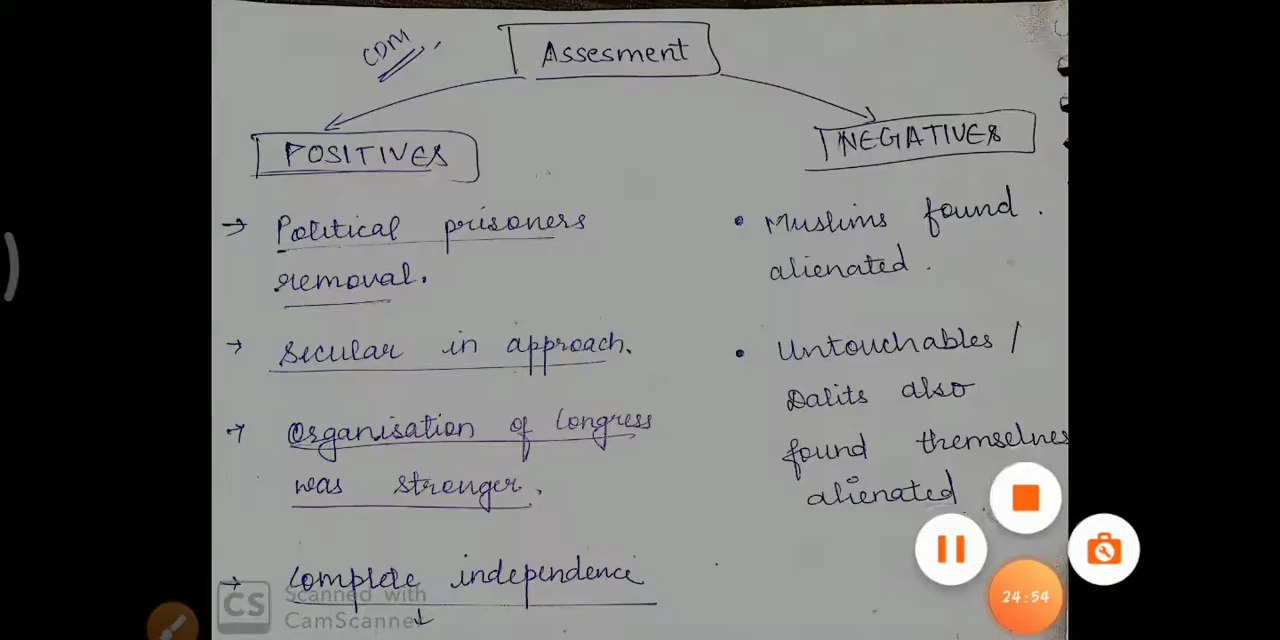 CDM
Assesment
POSITIVES
→ Political prisoners
removal.
→ Secular in approach.
→ Organisation of Congress
was stronger.
→ Complete independence
NEGATIVES
• Muslims found
alienated.
• Untouchables /
Dalits also
found themselves
alienated
CS
Scanned with
CamScanner
24:54